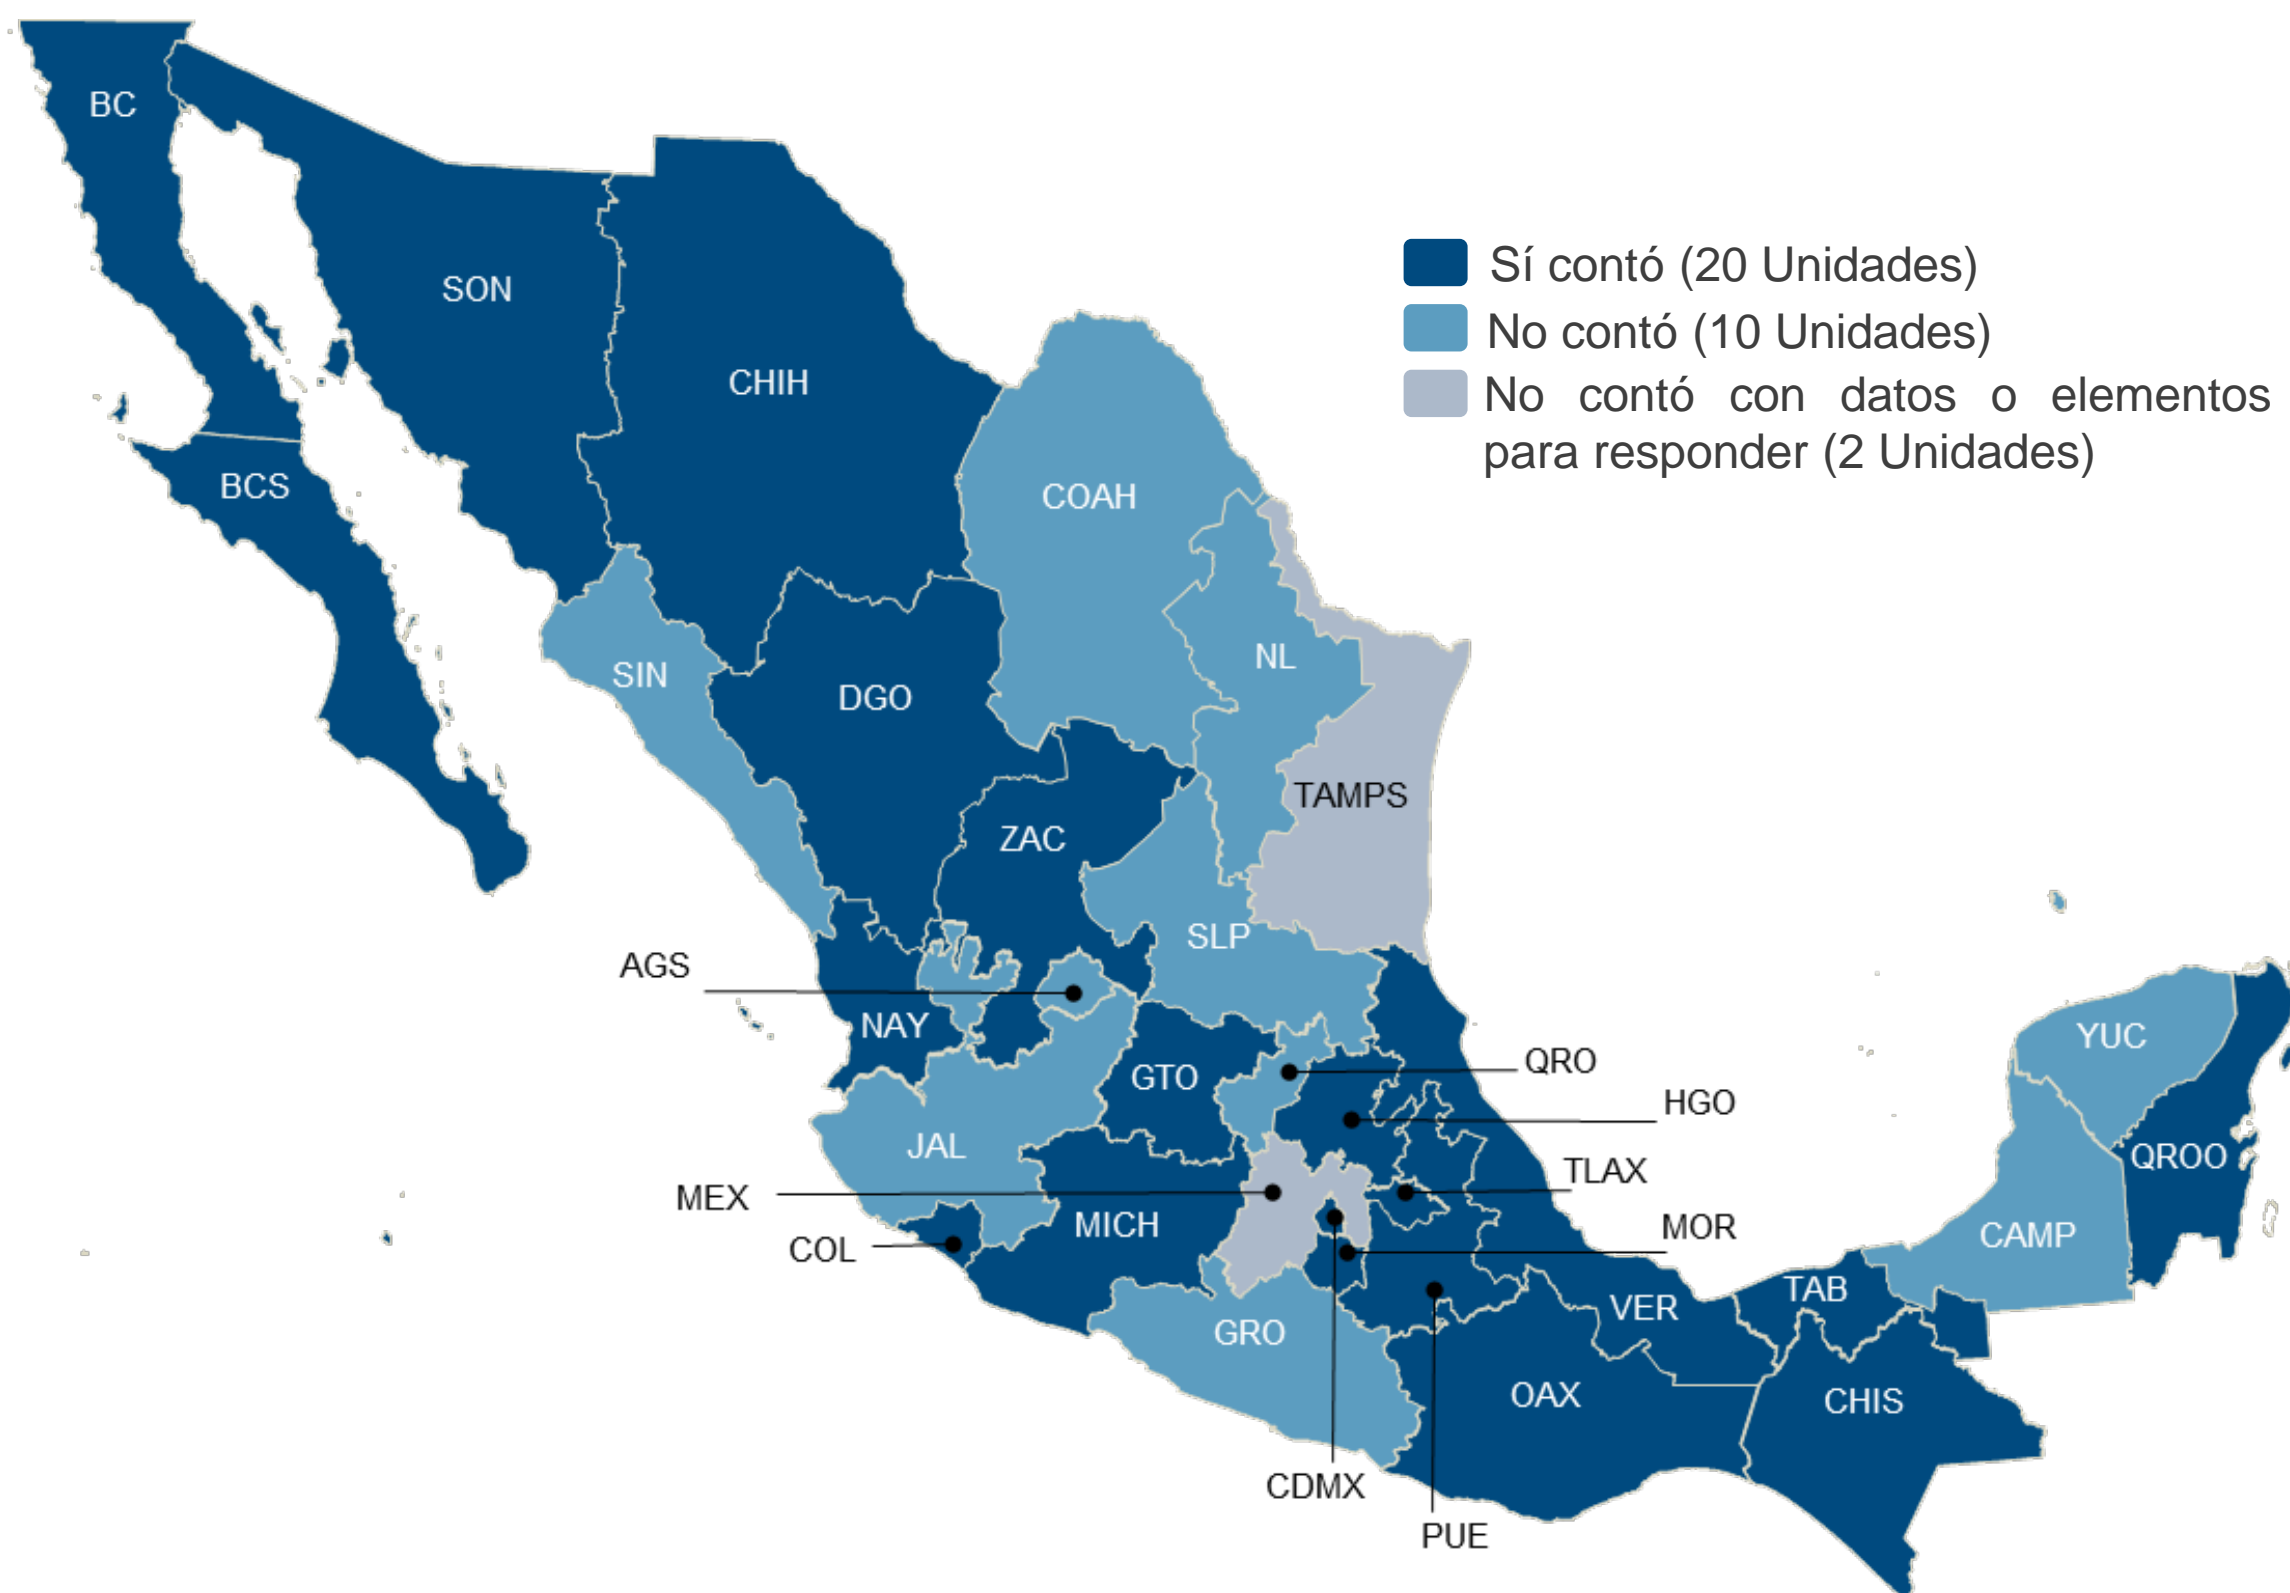 BC
SON
Sí contó (20 Unidades)
No contó (10 Unidades)
CHIH
No contó con datos o elementos
para responder (2 Unidades)
BCS
COAH
SIN
NL
DGO
TAMPS
ZAC
SLP
AGS
NAY
YUC
QRO
GTO
HGO
JAL
QROO
TLAX
MEX
MICH
MOR
CAMP
COL
TAB
VER
GRO
OAX
CHIS
CDMX
PUE